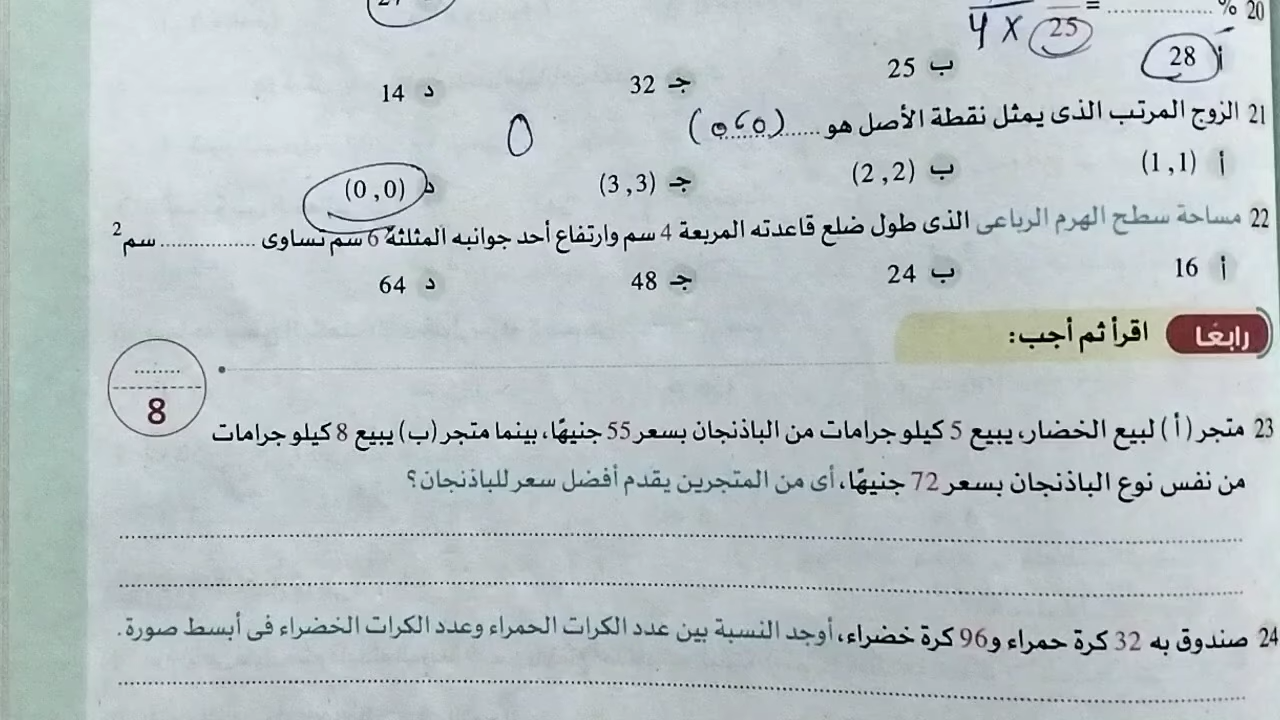 20 % .................. =
4 × 25
أ 28 ب 25 جـ 32 د 14
21 الزوج المرتب الذى يمثل نقطة الأصل هو ............ (0،0)
0
أ (1,1) ب (2,2) جـ (3,3) د (0,0)
22 مساحة سطح الهرم الرباعى الذى طول ضلع قاعدته المربعة 4 سم وارتفاع أحد جوانبه المثلثة 6 سم تساوى ................ سم2
أ 16 ب 24 جـ 48 د 64
رابعًا اقرأ ثم أجب:
8
23 متجر (أ) لبيع الخضار، يبيع 5 كيلو جرامات من الباذنجان بسعر 55 جنيهًا، بينما متجر (ب) يبيع 8 كيلو جرامات
من نفس نوع الباذنجان بسعر 72 جنيهًا، أى من المتجرين يقدم أفضل سعر للباذنجان؟
24 صندوق به 32 كرة حمراء و96 كرة خضراء، أوجد النسبة بين عدد الكرات الحمراء وعدد الكرات الخضراء فى أبسط صورة.